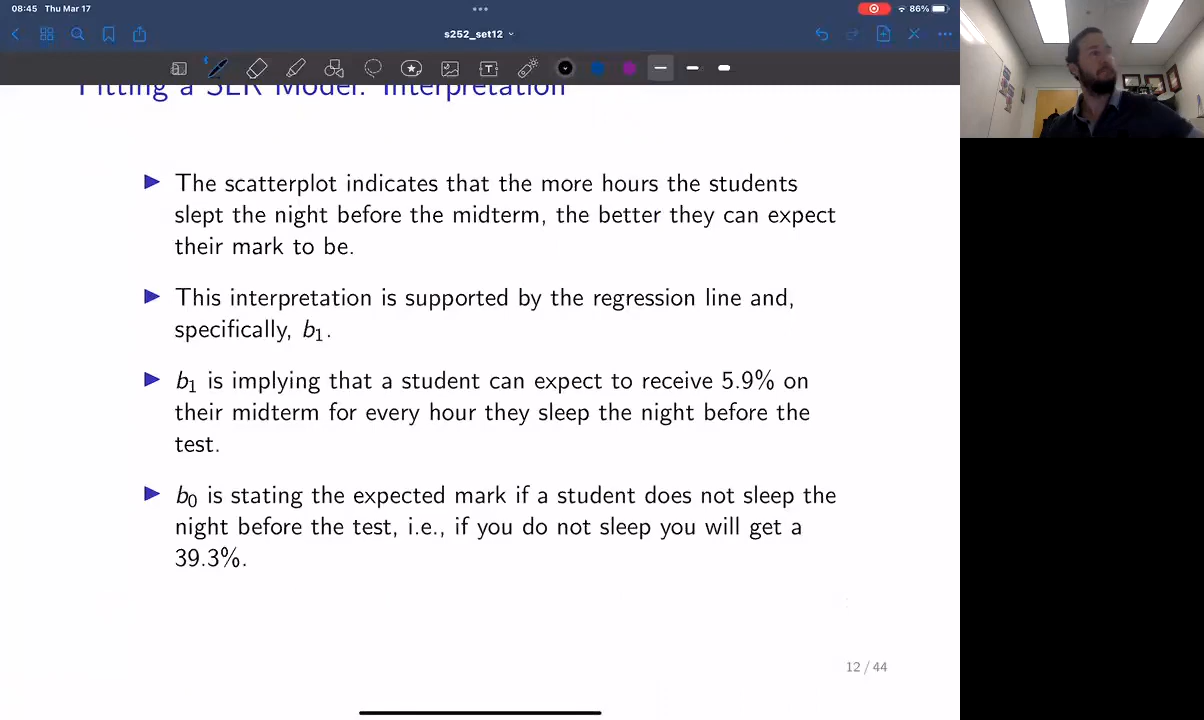 08:45 Thu Mar 17
86%
s252_set12
T
Fitting a SLR Model: Interpretation
▶ The scatterplot indicates that the more hours the students
slept the night before the midterm, the better they can expect
their mark to be.
▶ This interpretation is supported by the regression line and,
specifically, b₁.
▶ b₁ is implying that a student can expect to receive 5.9% on
their midterm for every hour they sleep the night before the
test.
▶ b₀ is stating the expected mark if a student does not sleep the
night before the test, i.e., if you do not sleep you will get a
39.3%.
12 / 44